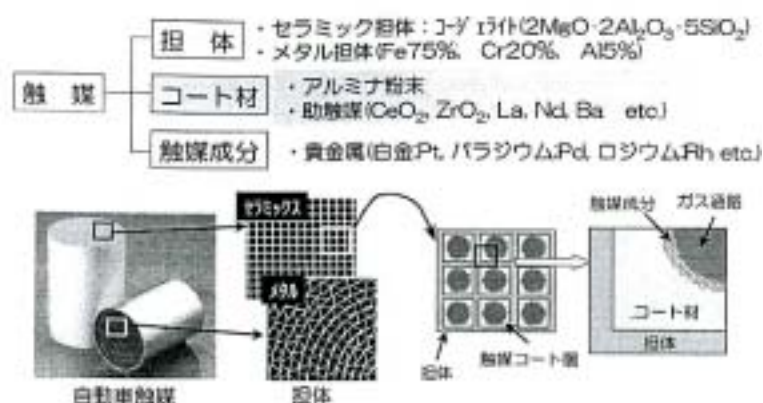 触 媒
担 体
・セラミック担体：コージェライト(2MgO·2Al₂O₃·5SiO₂)
・メタル担体(Fe75%、Cr20%、Al5%)
コート材
・アルミナ粉末
・助触媒(CeO₂, ZrO₂, La, Nd, Ba etc.)
触媒成分
・貴金属(白金:Pt, パラジウム:Pd, ロジウム:Rh etc.)
セラミックス
メタル
自動車触媒
担体
担体
触媒コート層
触媒成分
ガス通路
コート材
担体